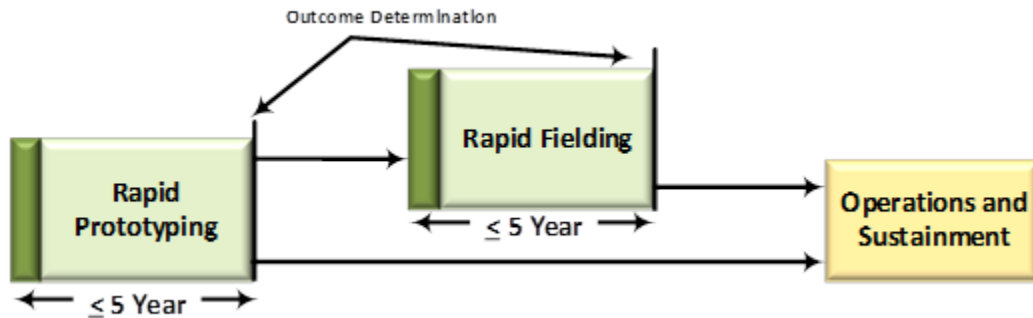 Outcome Determination
Rapid Fielding
Rapid
Prototyping
Operations and
Sustainment
≤ 5 Year
≤ 5 Year